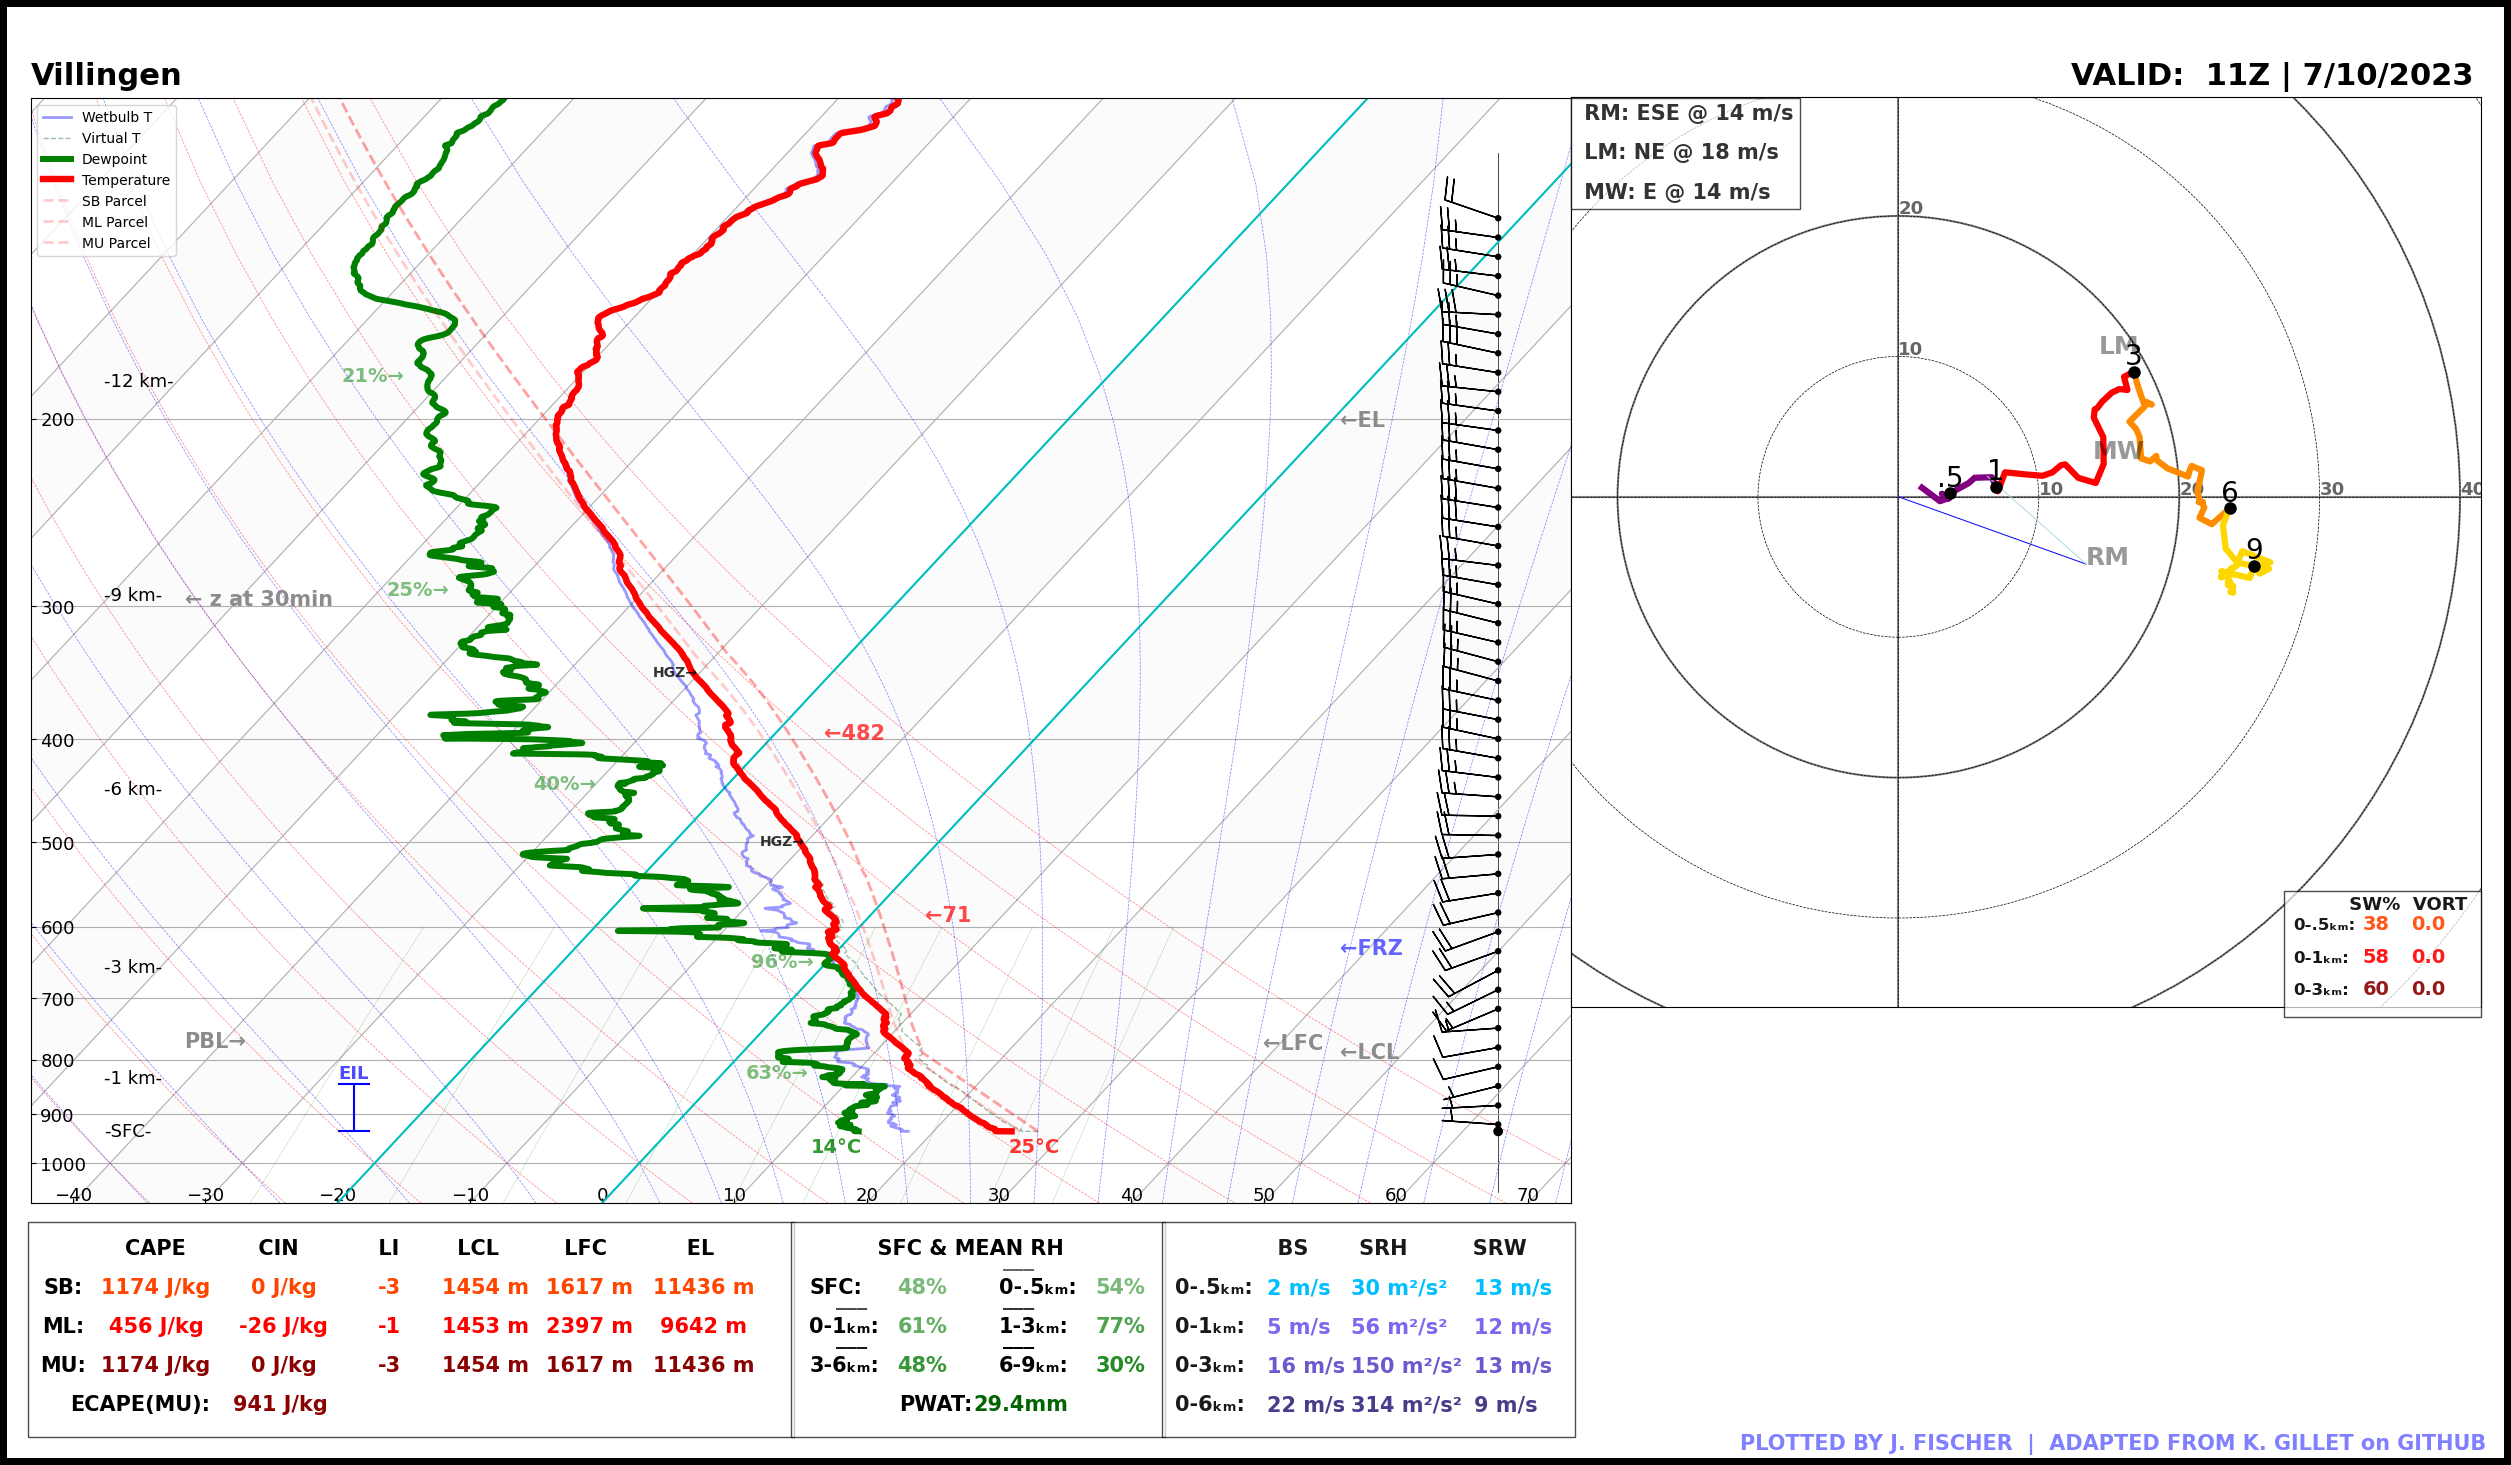 Villingen
VALID: 11Z | 7/10/2023
Wetbulb T
Virtual T
Dewpoint
Temperature
SB Parcel
ML Parcel
MU Parcel
-12 km-
-9 km-
-6 km-
-3 km-
-1 km-
-SFC-
200
300
400
500
600
700
800
900
1000
−40 −30 −20 −10 0 10 20 30 40 50 60 70
21%→
25%→
40%→
96%→
63%→
← z at 30min
PBL→
EIL
HGZ→
HGZ→
←482
←71
14°C
25°C
←EL
←FRZ
←LFC
←LCL
RM: ESE @ 14 m/s
LM: NE @ 18 m/s
MW: E @ 14 m/s
20
10
10 20 30 40
LM
MW
RM
.5
1
3
6
9
SW% VORT
0-.5ₖₘ: 38 0.0
0-1ₖₘ: 58 0.0
0-3ₖₘ: 60 0.0
CAPE CIN LI LCL LFC EL
SB: 1174 J/kg 0 J/kg -3 1454 m 1617 m 11436 m
ML: 456 J/kg -26 J/kg -1 1453 m 2397 m 9642 m
MU: 1174 J/kg 0 J/kg -3 1454 m 1617 m 11436 m
ECAPE(MU): 941 J/kg
SFC & MEAN RH
SFC: 48% 0-.5ₖₘ: 54%
0-1ₖₘ: 61% 1-3ₖₘ: 77%
3-6ₖₘ: 48% 6-9ₖₘ: 30%
PWAT: 29.4mm
BS SRH SRW
0-.5ₖₘ: 2 m/s 30 m²/s² 13 m/s
0-1ₖₘ: 5 m/s 56 m²/s² 12 m/s
0-3ₖₘ: 16 m/s 150 m²/s² 13 m/s
0-6ₖₘ: 22 m/s 314 m²/s² 9 m/s
PLOTTED BY J. FISCHER | ADAPTED FROM K. GILLET on GITHUB